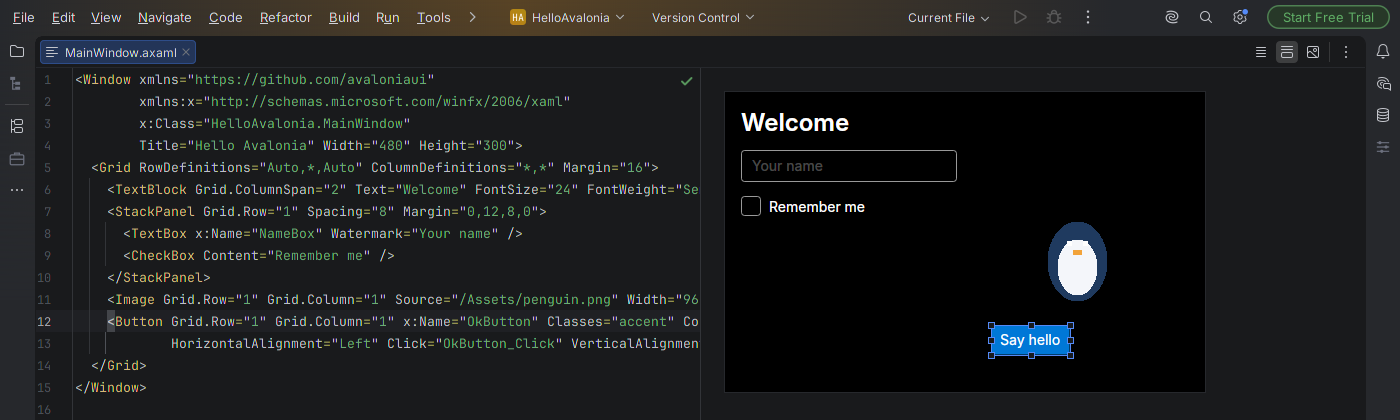 File Edit View Navigate Code Refactor Build Run Tools HA HelloAvalonia Version Control Current File Start Free Trial
MainWindow.axaml
1 <Window xmlns="https://github.com/avaloniaui"
2 xmlns:x="http://schemas.microsoft.com/winfx/2006/xaml"
3 x:Class="HelloAvalonia.MainWindow"
4 Title="Hello Avalonia" Width="480" Height="300">
5 <Grid RowDefinitions="Auto,*,Auto" ColumnDefinitions="*,*" Margin="16">
6 <TextBlock Grid.ColumnSpan="2" Text="Welcome" FontSize="24" FontWeight="Se
7 <StackPanel Grid.Row="1" Spacing="8" Margin="0,12,8,0">
8 <TextBox x:Name="NameBox" Watermark="Your name" />
9 <CheckBox Content="Remember me" />
10 </StackPanel>
11 <Image Grid.Row="1" Grid.Column="1" Source="/Assets/penguin.png" Width="96
12 <Button Grid.Row="1" Grid.Column="1" x:Name="OkButton" Classes="accent" Co
13 HorizontalAlignment="Left" Click="OkButton_Click" VerticalAlignmen
14 </Grid>
15 </Window>
16
Welcome
Your name
Remember me
Say hello